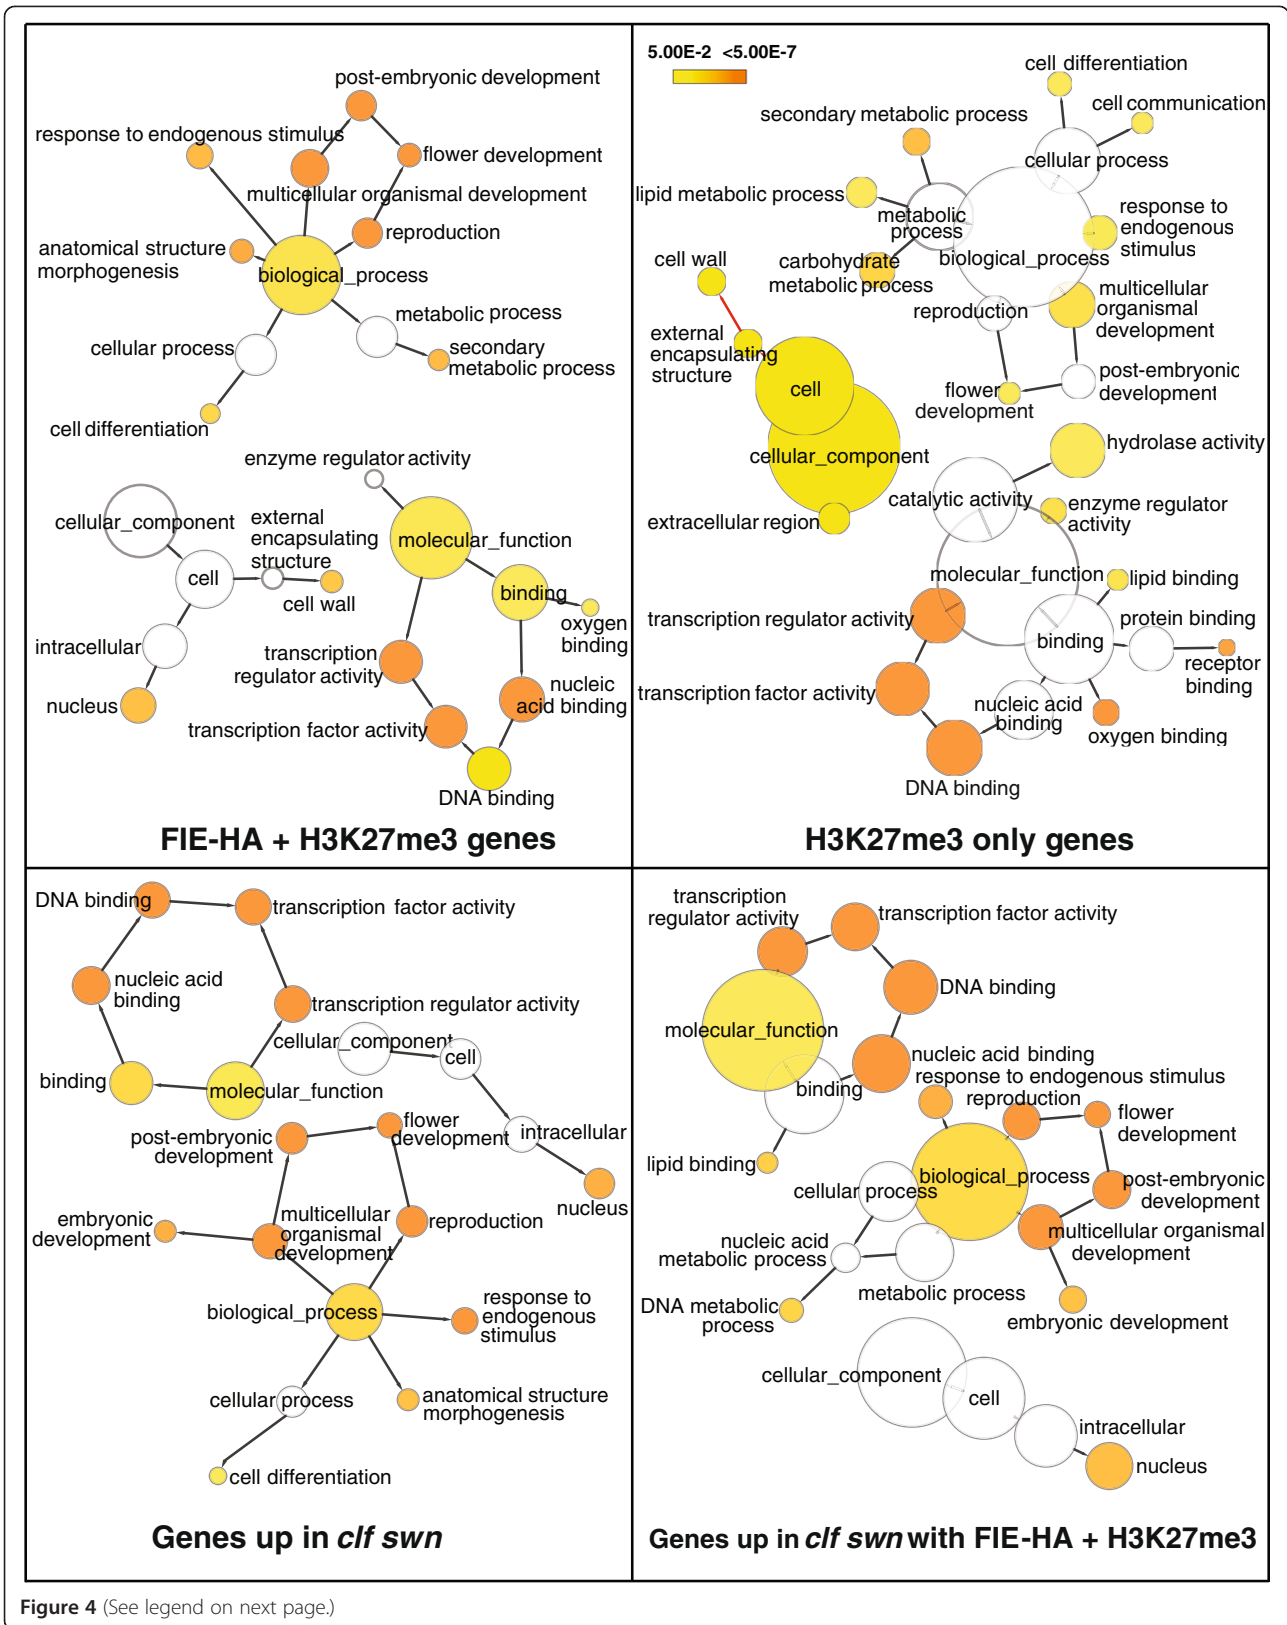 post-embryonic development
response to endogenous stimulus
flower development
multicellular organismal development
reproduction
anatomical structure
morphogenesis
biological_process
metabolic process
cellular process
secondary
metabolic process
cell differentiation
enzyme regulator activity
cellular_component
external
encapsulating
structure
molecular_function
cell
cell wall
binding
oxygen
binding
intracellular
transcription
regulator activity
nucleic
acid binding
nucleus
transcription factor activity
DNA binding
FIE-HA + H3K27me3 genes
5.00E-2 <5.00E-7
cell differentiation
cell communication
secondary metabolic process
cellular process
lipid metabolic process
metabolic
process
response to
endogenous
stimulus
cell wall
carbohydrate
metabolic process
biological_process
multicellular
organismal
development
reproduction
external
encapsulating
structure
cell
post-embryonic
development
flower
development
cellular_component
hydrolase activity
catalytic activity
enzyme regulator
activity
extracellular region
molecular_function
lipid binding
transcription regulator activity
protein binding
binding
receptor
binding
transcription factor activity
nucleic acid
binding
oxygen binding
DNA binding
H3K27me3 only genes
DNA binding
transcription factor activity
nucleic acid
binding
transcription regulator activity
cellular_component
cell
binding
molecular_function
flower
development
post-embryonic
development
intracellular
nucleus
embryonic
development
multicellular
organismal
development
reproduction
biological_process
response to
endogenous
stimulus
cellular process
anatomical structure
morphogenesis
cell differentiation
Genes up in clf swn
transcription
regulator activity
transcription factor activity
DNA binding
molecular_function
nucleic acid binding
binding
response to endogenous stimulus
reproduction
flower
development
lipid binding
biological_process
cellular process
post-embryonic
development
multicellular organismal
development
nucleic acid
metabolic process
metabolic process
DNA metabolic
process
embryonic development
cellular_component
cell
intracellular
nucleus
Genes up in clf swn with FIE-HA + H3K27me3
Figure 4 (See legend on next page.)